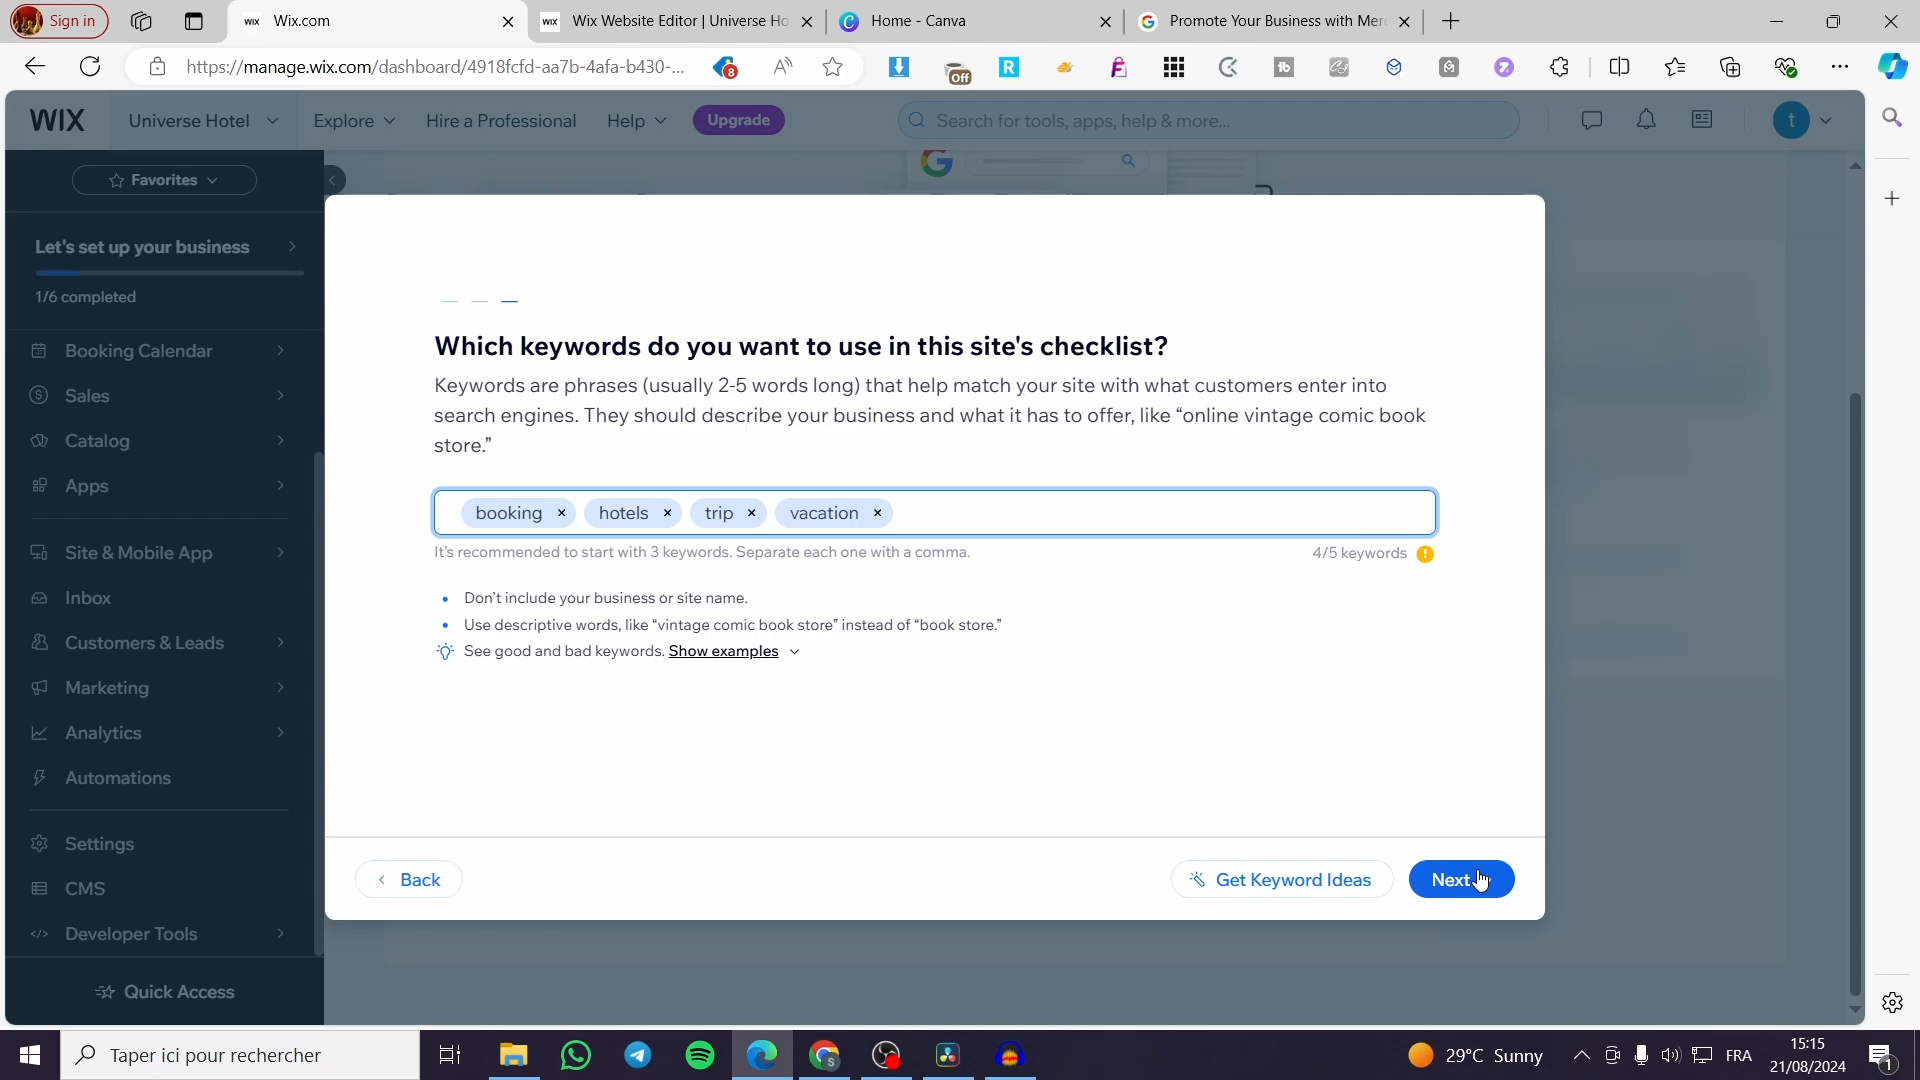 Sign in
Wix.com
Wix Website Editor | Universe Ho
Home - Canva
Promote Your Business with Mer
https://manage.wix.com/dashboard/4918fcfd-aa7b-4afa-b430-...
8
Off
WIX
Universe Hotel
Explore
Hire a Professional
Help
Upgrade
Search for tools, apps, help & more...
t
Favorites
Let's set up your business
1/6 completed
Booking Calendar
Sales
Catalog
Apps
Site & Mobile App
Inbox
Customers & Leads
Marketing
Analytics
Automations
Settings
CMS
Developer Tools
Quick Access
Which keywords do you want to use in this site's checklist?
Keywords are phrases (usually 2-5 words long) that help match your site with what customers enter into
search engines. They should describe your business and what it has to offer, like “online vintage comic book
store.”
booking × hotels × trip × vacation ×
It's recommended to start with 3 keywords. Separate each one with a comma.
4/5 keywords
Don't include your business or site name.
Use descriptive words, like “vintage comic book store” instead of “book store.”
See good and bad keywords. Show examples
Back
Get Keyword Ideas
Next
Taper ici pour rechercher
29°C Sunny
FRA
15:15
21/08/2024
1